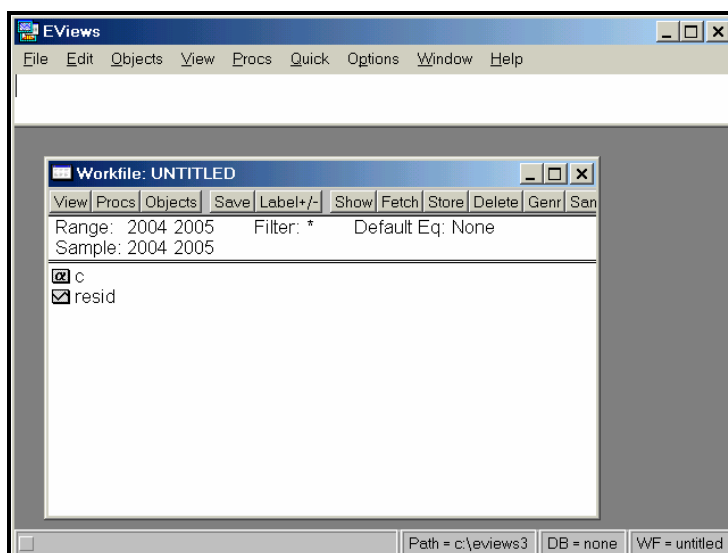 EViews
File Edit Objects View Procs Quick Options Window Help
Workfile: UNTITLED
View Procs Objects Save Label+/- Show Fetch Store Delete Genr San
Range: 2004 2005 Filter: * Default Eq: None
Sample: 2004 2005
α c
resid
Path = c:\eviews3 DB = none WF = untitled